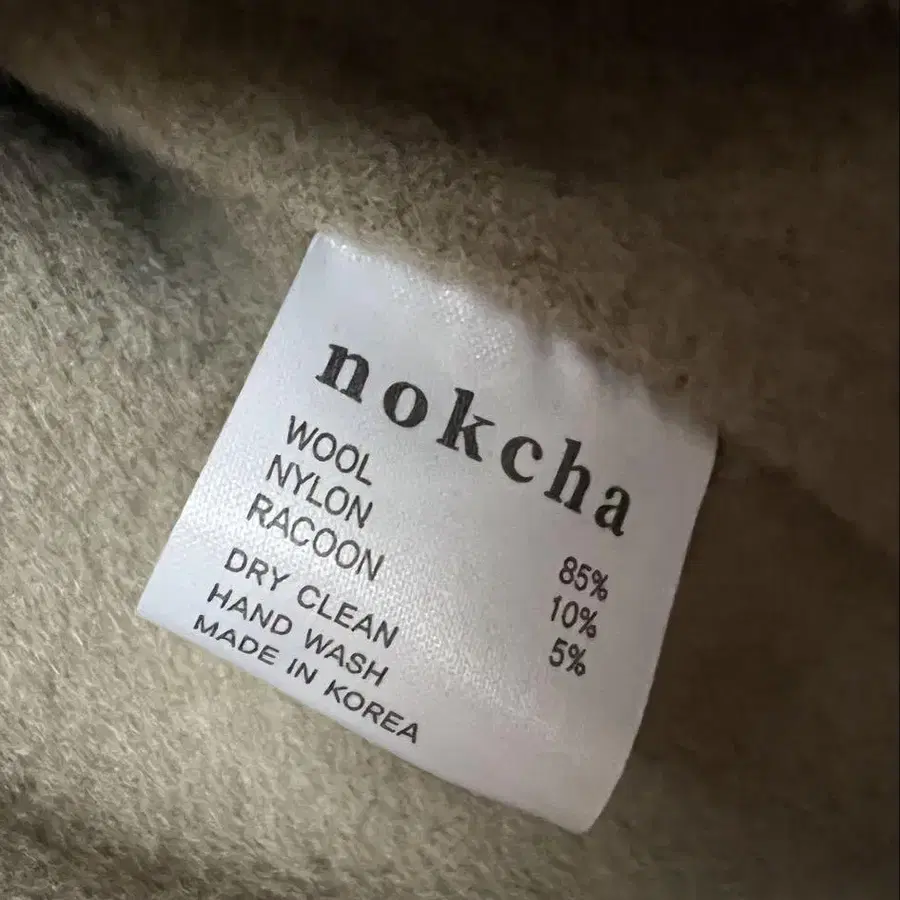 nokcha
WOOL 85%
NYLON 10%
RACOON 5%
DRY CLEAN
HAND WASH
MADE IN KOREA